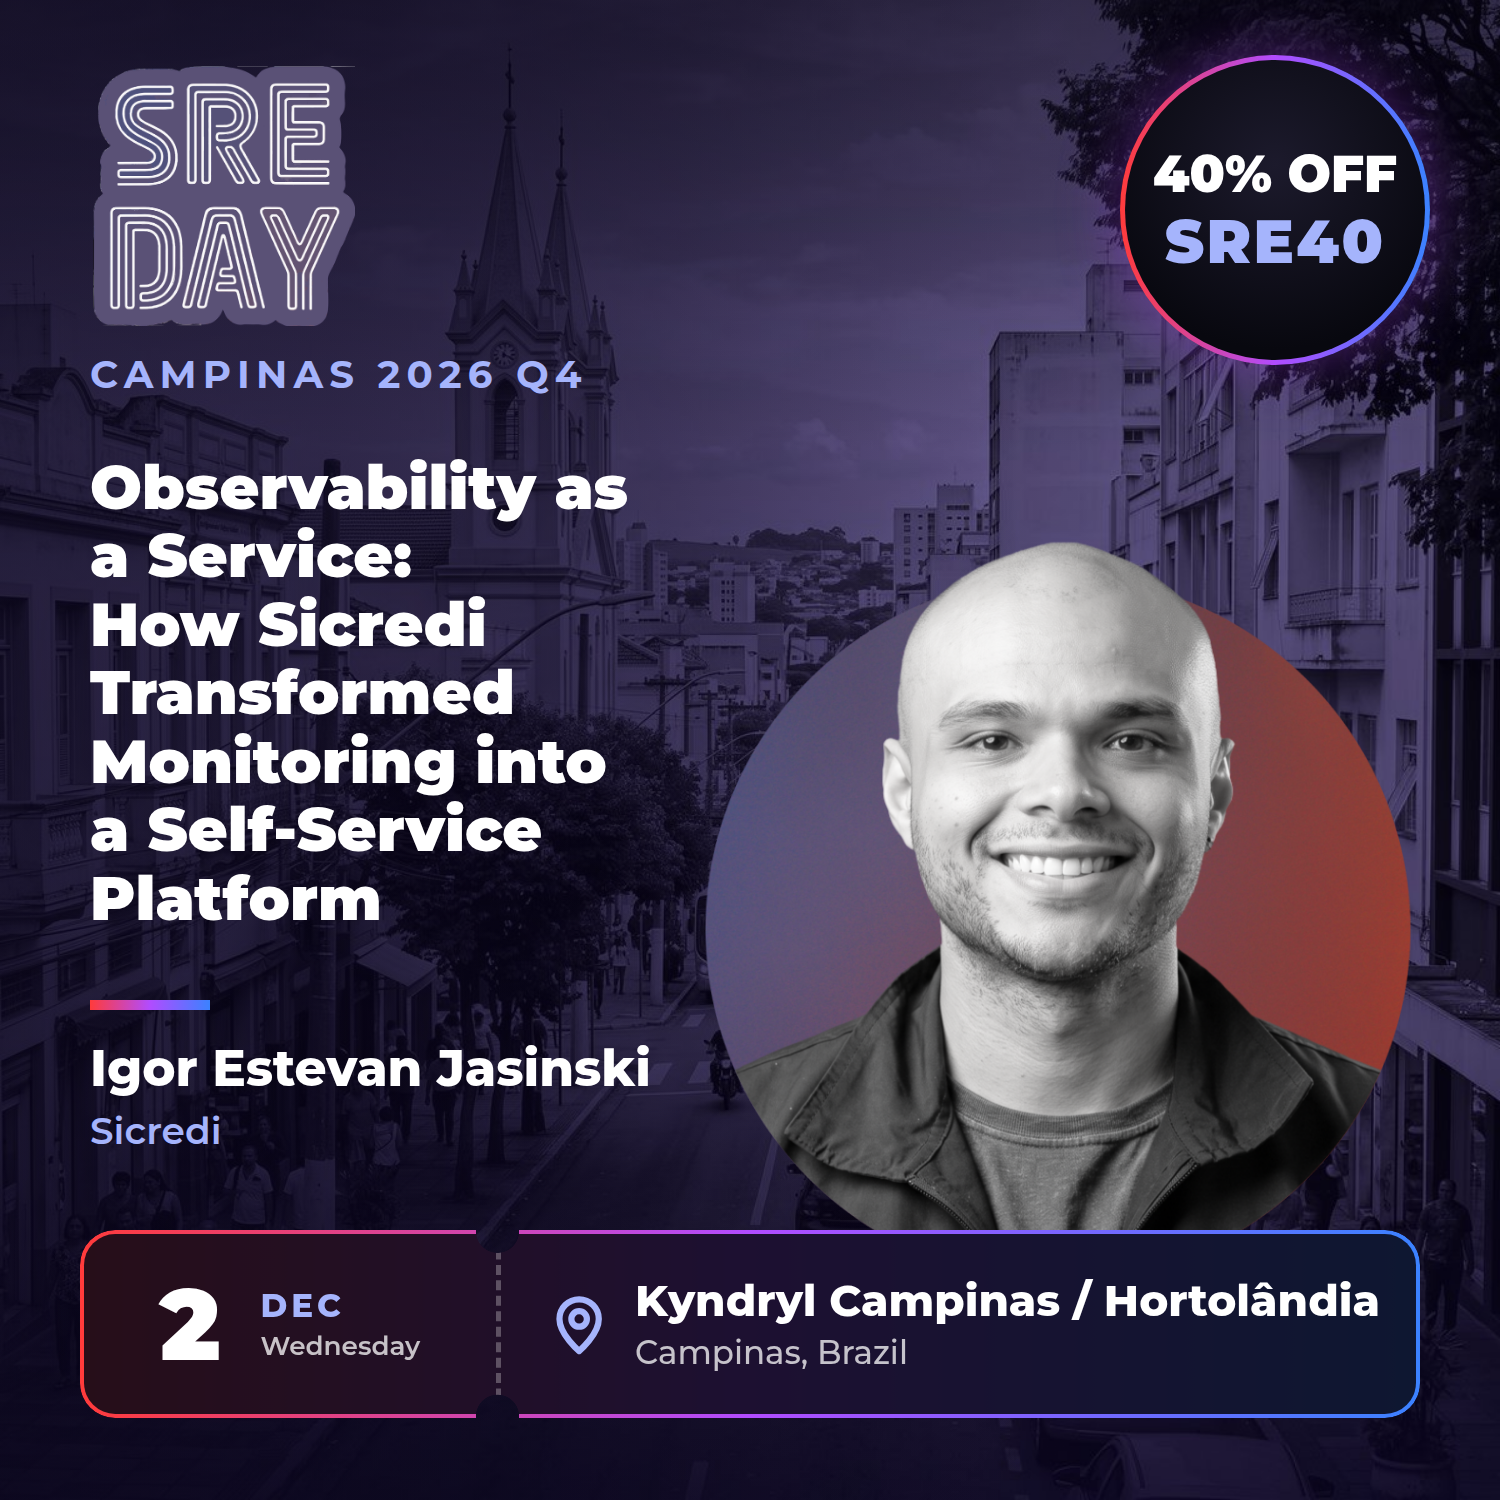 SRE
DAY
40% OFF
SRE40
CAMPINAS 2026 Q4
Observability as
a Service:
How Sicredi
Transformed
Monitoring into
a Self-Service
Platform
Igor Estevan Jasinski
Sicredi
2
DEC
Wednesday
Kyndryl Campinas / Hortolândia
Campinas, Brazil